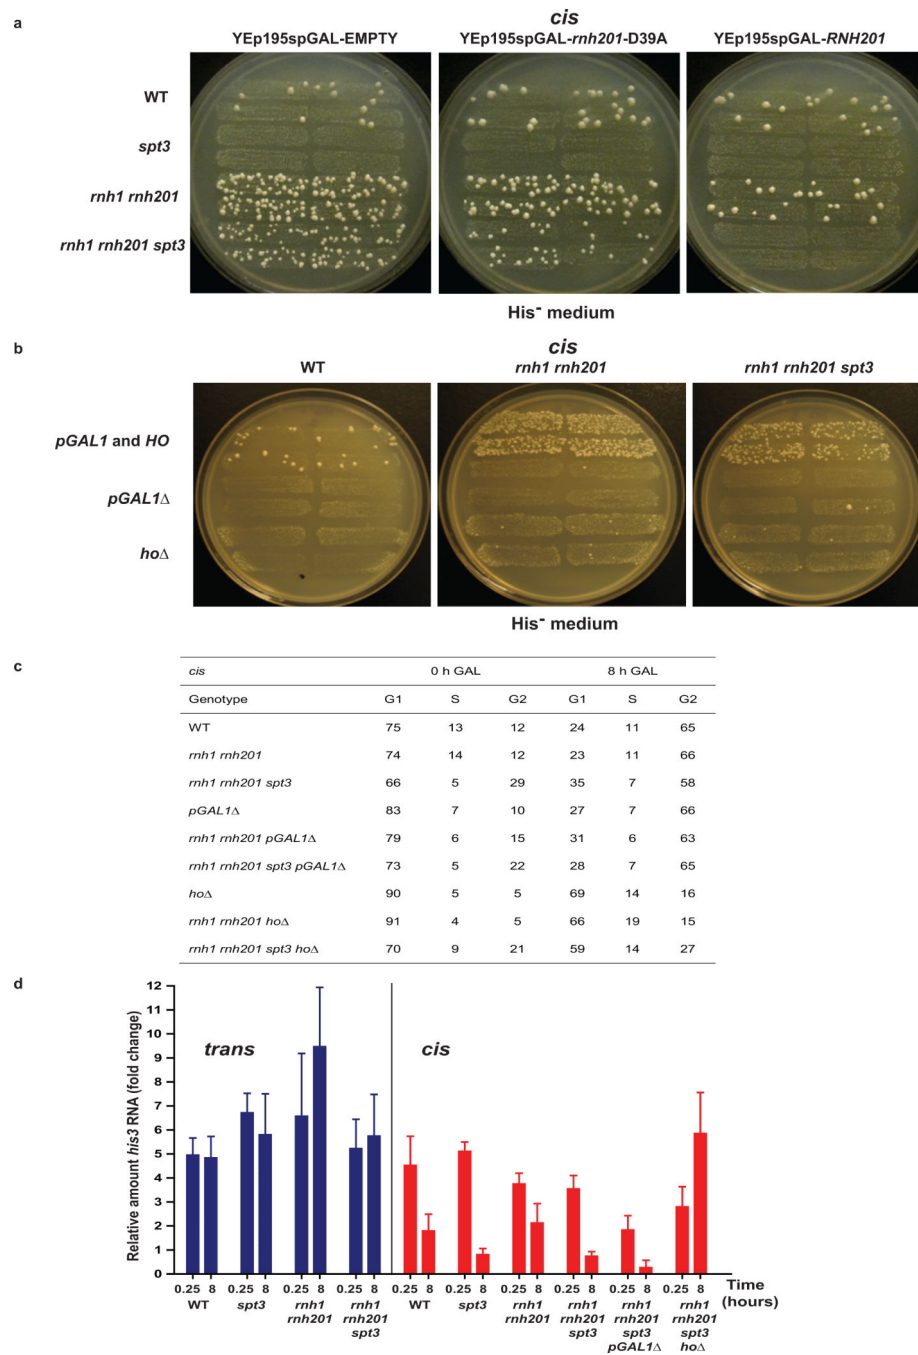 a
cis
YEp195spGAL-EMPTY YEp195spGAL-rnh201-D39A YEp195spGAL-RNH201
WT
spt3
rnh1 rnh201
rnh1 rnh201 spt3
His- medium
b
cis
WT rnh1 rnh201 rnh1 rnh201 spt3
pGAL1 and HO
pGAL1Δ
hoΔ
His- medium
c
cis 0 h GAL 8 h GAL
Genotype G1 S G2 G1 S G2
WT 75 13 12 24 11 65
rnh1 rnh201 74 14 12 23 11 66
rnh1 rnh201 spt3 66 5 29 35 7 58
pGAL1Δ 83 7 10 27 7 66
rnh1 rnh201 pGAL1Δ 79 6 15 31 6 63
rnh1 rnh201 spt3 pGAL1Δ 73 5 22 28 7 65
hoΔ 90 5 5 69 14 16
rnh1 rnh201 hoΔ 91 4 5 66 19 15
rnh1 rnh201 spt3 hoΔ 70 9 21 59 14 27
d
Relative amount his3 RNA (fold change)
12
11
10
9
8
7
6
5
4
3
2
1
0
trans cis
0.25 8 0.25 8 0.25 8 0.25 8 0.25 8 0.25 8 0.25 8 0.25 8 0.25 8 0.25 8 Time
(hours)
WT spt3 rnh1 rnh1 WT spt3 rnh1 rnh1 rnh1 rnh1
rnh201 rnh201 rnh201 rnh201 rnh201 rnh201
spt3 spt3 spt3 spt3
pGAL1Δ hoΔ